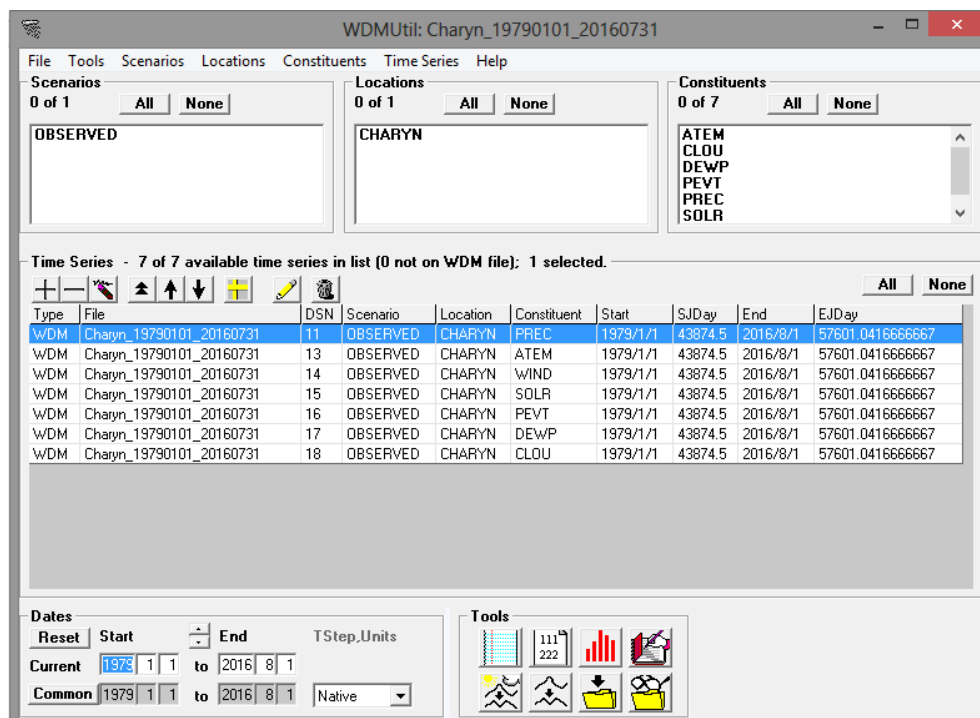 WDMUtil: Charyn_19790101_20160731
File Tools Scenarios Locations Constituents Time Series Help
Scenarios Locations Constituents
0 of 1 All None 0 of 1 All None 0 of 7 All None
OBSERVED CHARYN ATEM
CLOU
DEWP
PEVT
PREC
SOLR
Time Series - 7 of 7 available time series in list (0 not on WDM file); 1 selected.
All None
Type File DSN Scenario Location Constituent Start SJDay End EJDay
WDM Charyn_19790101_20160731 11 OBSERVED CHARYN PREC 1979/1/1 43874.5 2016/8/1 57601.0416666667
WDM Charyn_19790101_20160731 13 OBSERVED CHARYN ATEM 1979/1/1 43874.5 2016/8/1 57601.0416666667
WDM Charyn_19790101_20160731 14 OBSERVED CHARYN WIND 1979/1/1 43874.5 2016/8/1 57601.0416666667
WDM Charyn_19790101_20160731 15 OBSERVED CHARYN SOLR 1979/1/1 43874.5 2016/8/1 57601.0416666667
WDM Charyn_19790101_20160731 16 OBSERVED CHARYN PEVT 1979/1/1 43874.5 2016/8/1 57601.0416666667
WDM Charyn_19790101_20160731 17 OBSERVED CHARYN DEWP 1979/1/1 43874.5 2016/8/1 57601.0416666667
WDM Charyn_19790101_20160731 18 OBSERVED CHARYN CLOU 1979/1/1 43874.5 2016/8/1 57601.0416666667
Dates Tools
Reset Start End TStep,Units
111
222
Current 1979 1 1 to 2016 8 1
Common 1979 1 1 to 2016 8 1 Native